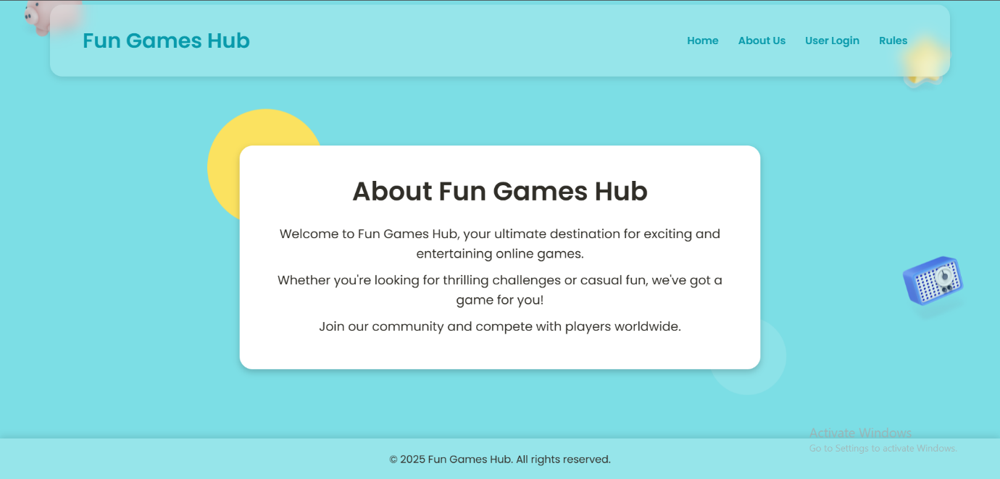 Fun Games Hub
Home About Us User Login Rules
About Fun Games Hub
Welcome to Fun Games Hub, your ultimate destination for exciting and
entertaining online games.
Whether you're looking for thrilling challenges or casual fun, we've got a
game for you!
Join our community and compete with players worldwide.
Activate Windows
Go to Settings to activate Windows.
© 2025 Fun Games Hub. All rights reserved.